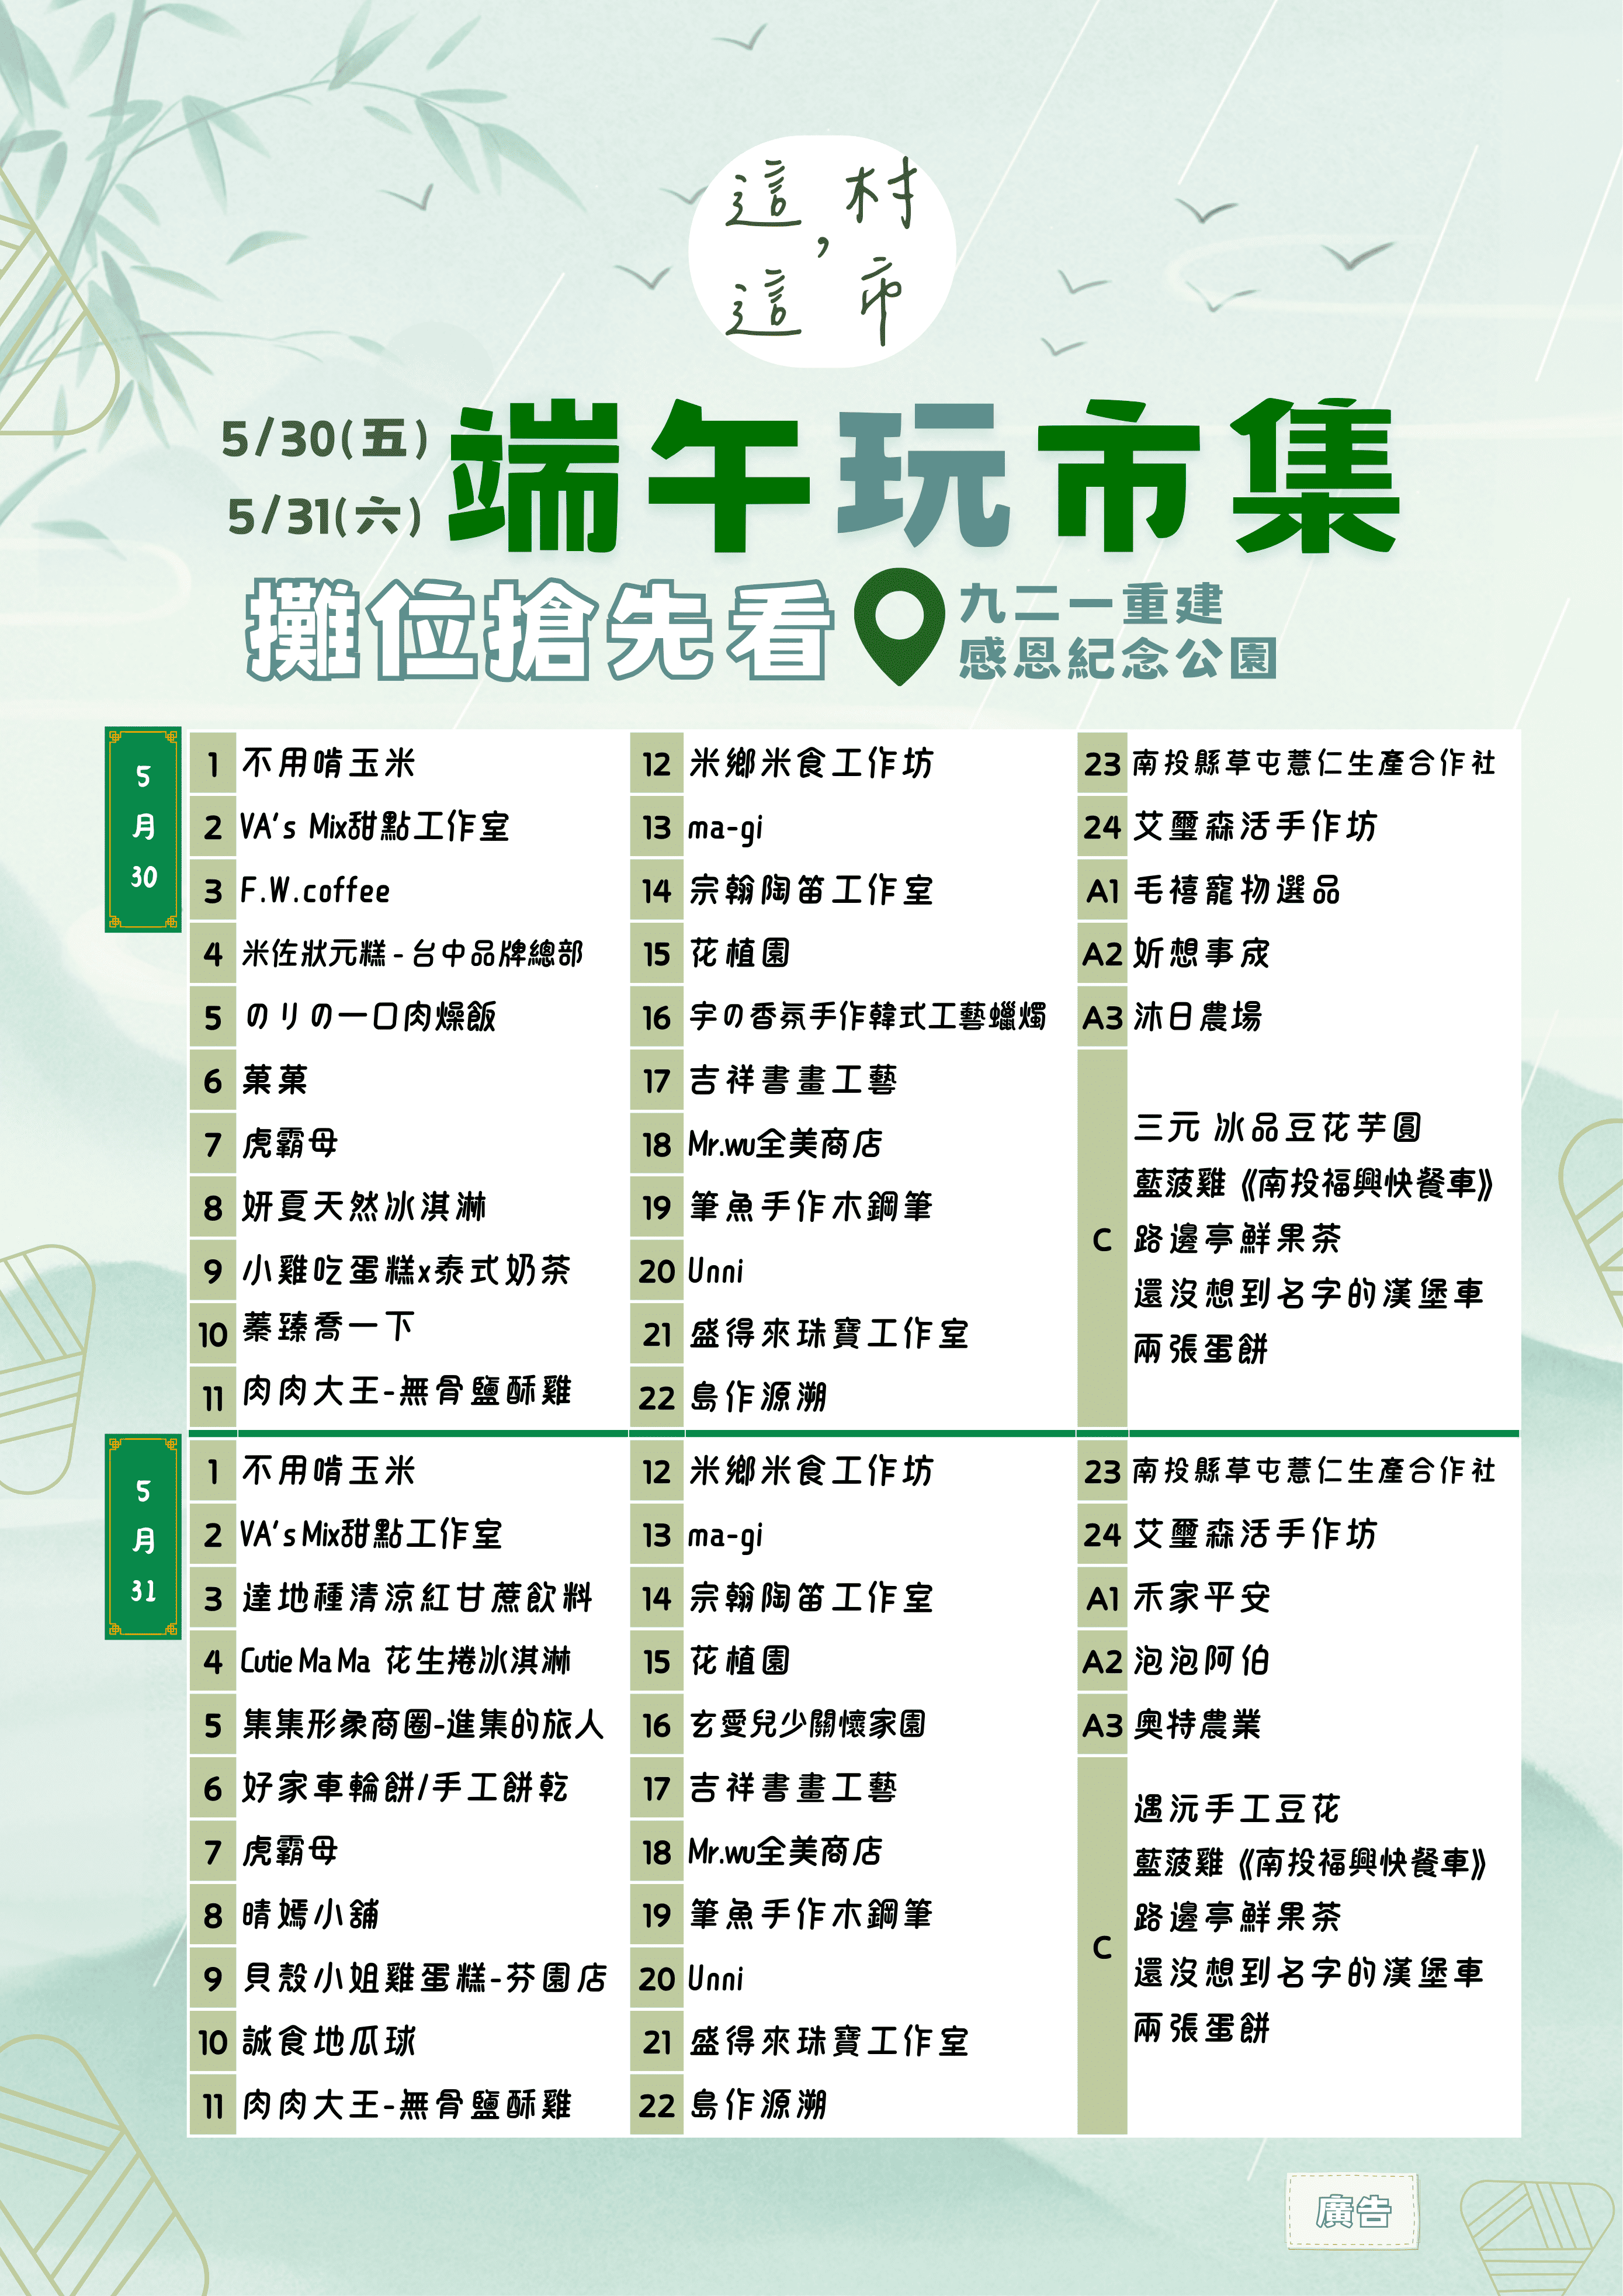 這村，
這市
5/30(五)
5/31(六)
端午玩市集
攤位搶先看
九二一重建
感恩紀念公園
5月30
1 不用啃玉米
2 VA's Mix甜點工作室
3 F.W.coffee
4 米佐狀元糕-台中品牌總部
5 のりの一口肉燥飯
6 菓菓
7 虎霸母
8 妍夏天然冰淇淋
9 小雞吃蛋糕x泰式奶茶
10 蓁臻喬一下
11 肉肉大王-無骨鹽酥雞
12 米鄉米食工作坊
13 ma-gi
14 宗翰陶笛工作室
15 花植園
16 宇の香氛手作韓式工藝蠟燭
17 吉祥書畫工藝
18 Mr.wu全美商店
19 筆魚手作木鋼筆
20 Unni
21 盛得來珠寶工作室
22 島作源溯
23 南投縣草屯薏仁生產合作社
24 艾璽森活手作坊
A1 毛禧寵物選品
A2 妡想事宬
A3 沐日農場
C
三元 冰品豆花芋圓
藍菠雞《南投福興快餐車》
路邊亭鮮果茶
還沒想到名字的漢堡車
兩張蛋餅
5月31
1 不用啃玉米
2 VA's Mix甜點工作室
3 達地種清涼紅甘蔗飲料
4 Cutie Ma Ma 花生捲冰淇淋
5 集集形象商圈-進集的旅人
6 好家車輪餅/手工餅乾
7 虎霸母
8 晴嫣小舖
9 貝殼小姐雞蛋糕-芬園店
10 誠食地瓜球
11 肉肉大王-無骨鹽酥雞
12 米鄉米食工作坊
13 ma-gi
14 宗翰陶笛工作室
15 花植園
16 玄愛兒少關懷家園
17 吉祥書畫工藝
18 Mr.wu全美商店
19 筆魚手作木鋼筆
20 Unni
21 盛得來珠寶工作室
22 島作源溯
23 南投縣草屯薏仁生產合作社
24 艾璽森活手作坊
A1 禾家平安
A2 泡泡阿伯
A3 奧特農業
C
遇沅手工豆花
藍菠雞《南投福興快餐車》
路邊亭鮮果茶
還沒想到名字的漢堡車
兩張蛋餅
廣告